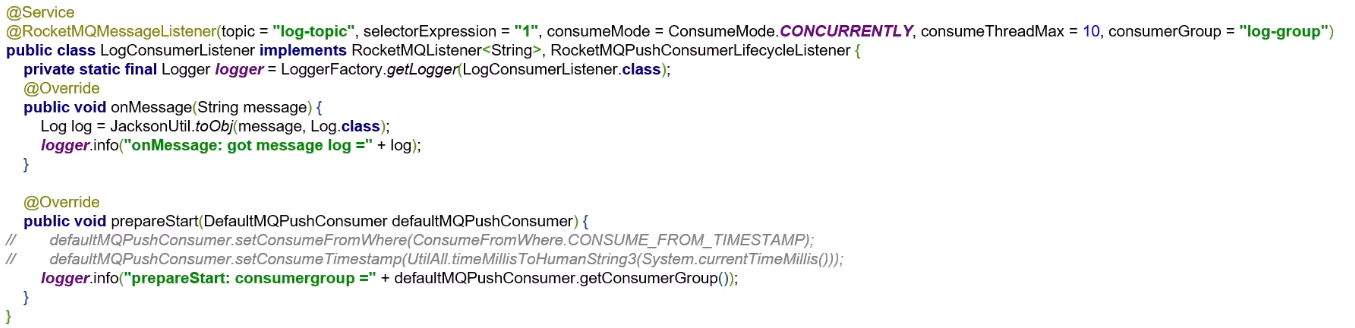 @Service
@RocketMQMessageListener(topic = "log-topic", selectorExpression = "1", consumeMode = ConsumeMode.CONCURRENTLY, consumeThreadMax = 10, consumerGroup = "log-group")
public class LogConsumerListener implements RocketMQListener<String>, RocketMQPushConsumerLifecycleListener {
    private static final Logger logger = LoggerFactory.getLogger(LogConsumerListener.class);
    @Override
    public void onMessage(String message) {
        Log log = JacksonUtil.toObj(message, Log.class);
        logger.info("onMessage: got message log =" + log);
    }

    @Override
    public void prepareStart(DefaultMQPushConsumer defaultMQPushConsumer) {
//        defaultMQPushConsumer.setConsumeFromWhere(ConsumeFromWhere.CONSUME_FROM_TIMESTAMP);
//        defaultMQPushConsumer.setConsumeTimestamp(UtilAll.timeMillisToHumanString3(System.currentTimeMillis()));
        logger.info("prepareStart: consumergroup =" + defaultMQPushConsumer.getConsumerGroup());
    }
}